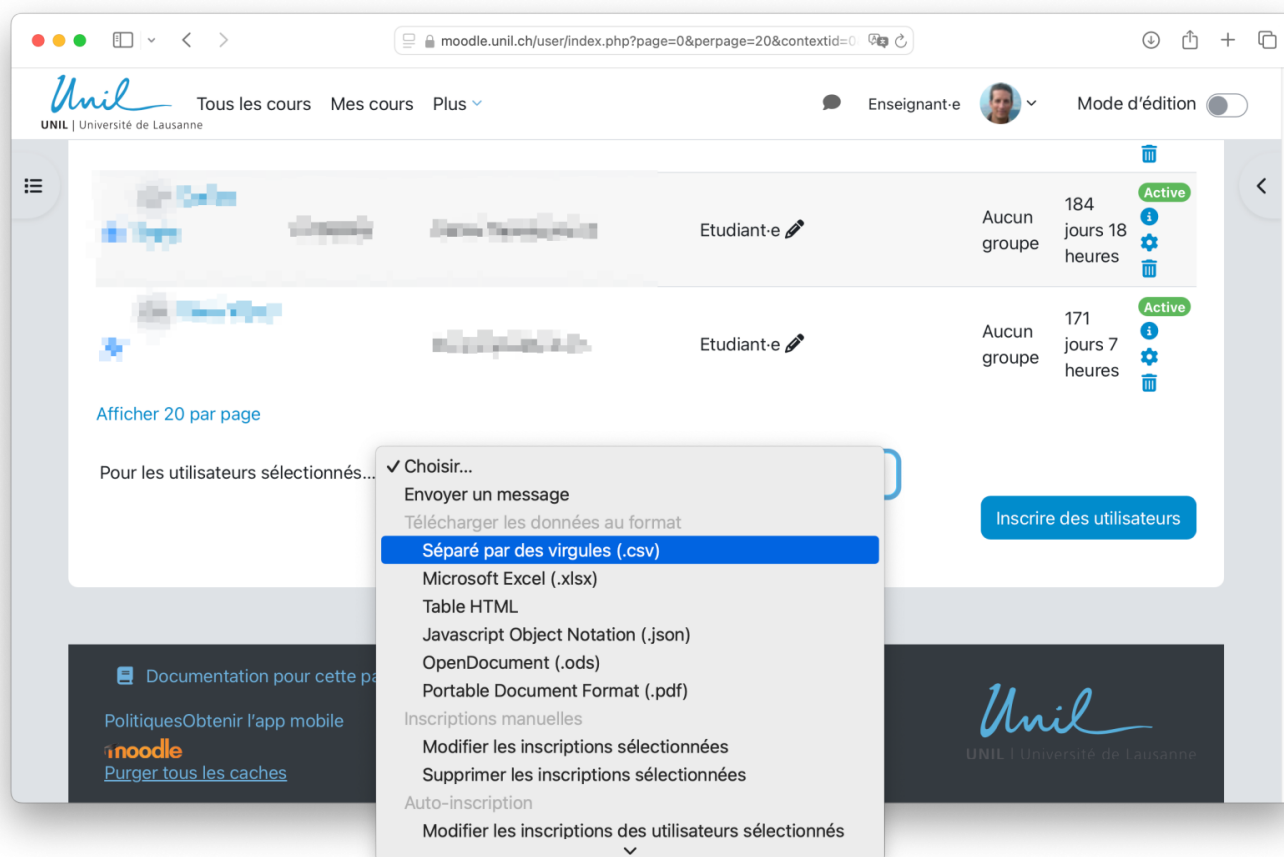 moodle.unil.ch/user/index.php?page=0&perpage=20&contextid=0
Unil
UNIL | Université de Lausanne
Tous les cours Mes cours Plus
Enseignant·e
Mode d'édition
Etudiant·e
Aucun groupe
184 jours 18 heures
Active
Etudiant·e
Aucun groupe
171 jours 7 heures
Active
Afficher 20 par page
Pour les utilisateurs sélectionnés...
✓ Choisir...
Envoyer un message
Télécharger les données au format
Séparé par des virgules (.csv)
Microsoft Excel (.xlsx)
Table HTML
Javascript Object Notation (.json)
OpenDocument (.ods)
Portable Document Format (.pdf)
Inscriptions manuelles
Modifier les inscriptions sélectionnées
Supprimer les inscriptions sélectionnées
Auto-inscription
Modifier les inscriptions des utilisateurs sélectionnés
Inscrire des utilisateurs
Documentation pour cette pa
PolitiquesObtenir l'app mobile
moodle
Purger tous les caches
Unil
UNIL | Université de Lausanne